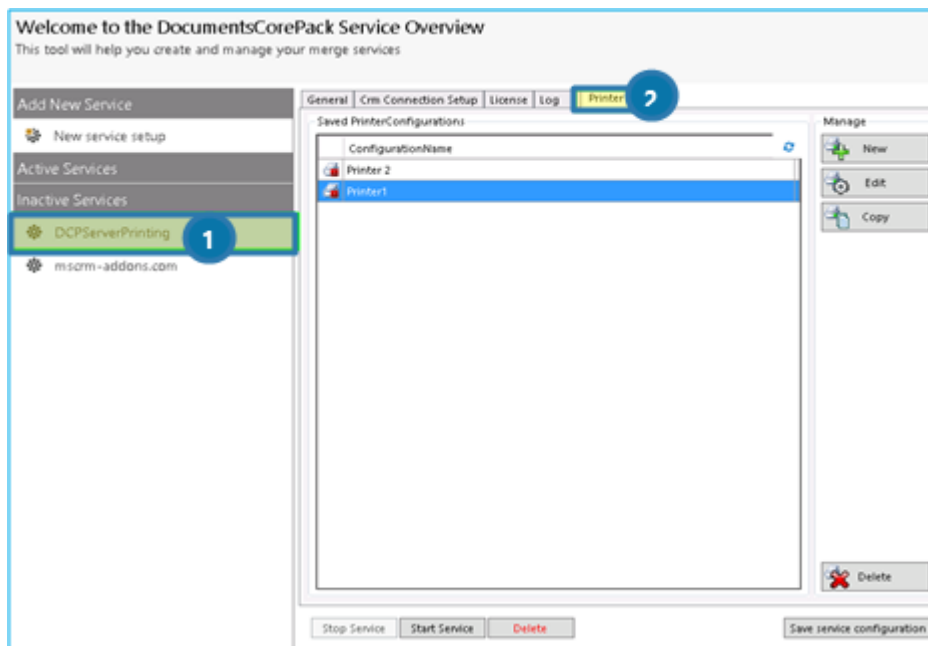 Welcome to the DocumentsCorePack Service Overview
This tool will help you create and manage your merge services
Add New Service
New service setup
Active Services
Inactive Services
DCPServerPrinting
1
mscrm-addons.com
General
Crm Connection Setup
License
Log
Printer
2
Saved PrinterConfigurations
ConfigurationName
Printer 2
Printer1
Manage
New
Edit
Copy
Delete
Stop Service
Start Service
Delete
Save service configuration